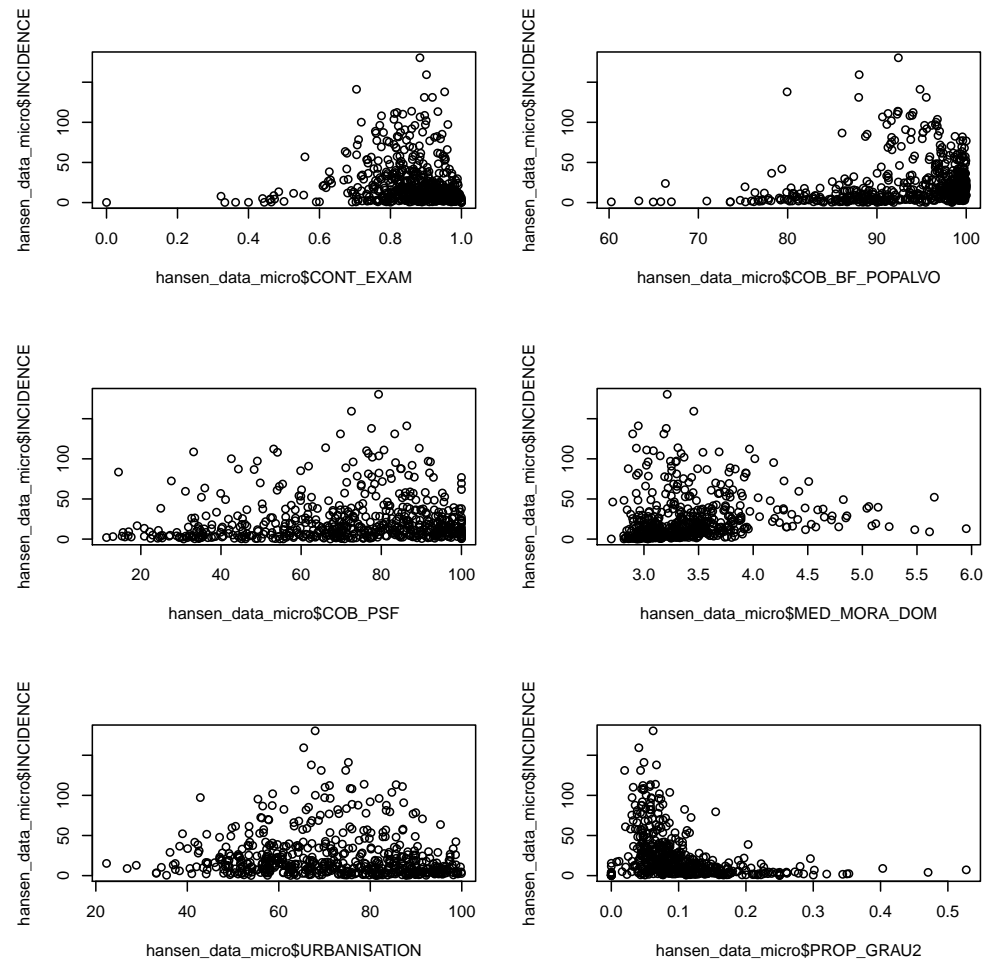 hansen_data_micro$INCIDENCE
0 50 100
0.0 0.2 0.4 0.6 0.8 1.0
hansen_data_micro$CONT_EXAM
hansen_data_micro$INCIDENCE
0 50 100
60 70 80 90 100
hansen_data_micro$COB_BF_POPALVO
hansen_data_micro$INCIDENCE
0 50 100
20 40 60 80 100
hansen_data_micro$COB_PSF
hansen_data_micro$INCIDENCE
0 50 100
3.0 3.5 4.0 4.5 5.0 5.5 6.0
hansen_data_micro$MED_MORA_DOM
hansen_data_micro$INCIDENCE
0 50 100
20 40 60 80 100
hansen_data_micro$URBANISATION
hansen_data_micro$INCIDENCE
0 50 100
0.0 0.1 0.2 0.3 0.4 0.5
hansen_data_micro$PROP_GRAU2